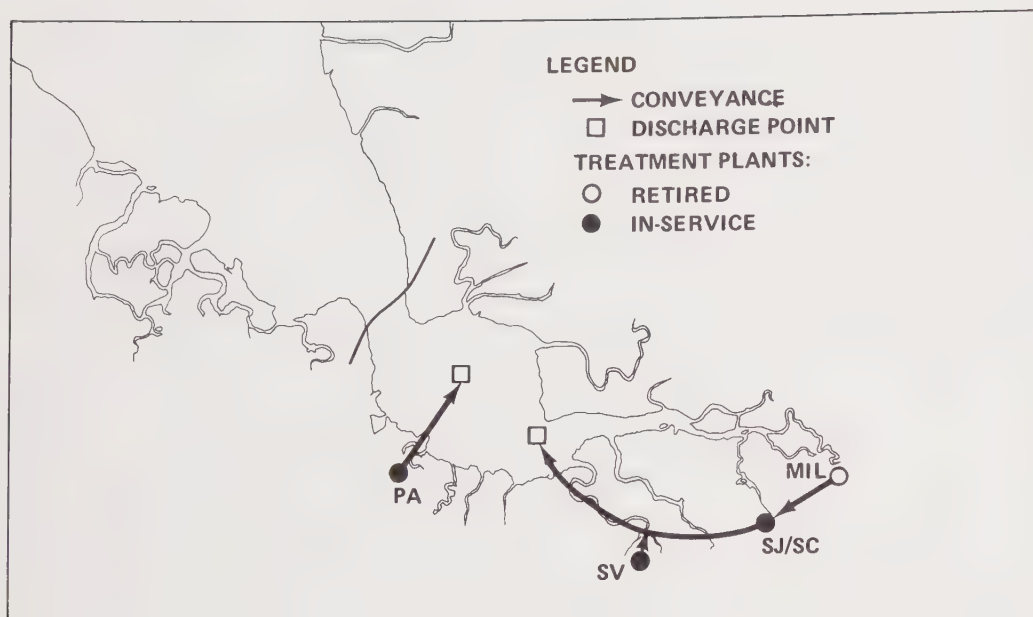 LEGEND
CONVEYANCE
DISCHARGE POINT
TREATMENT PLANTS:
RETIRED
IN-SERVICE
MIL
PA
SJ/SC
SV